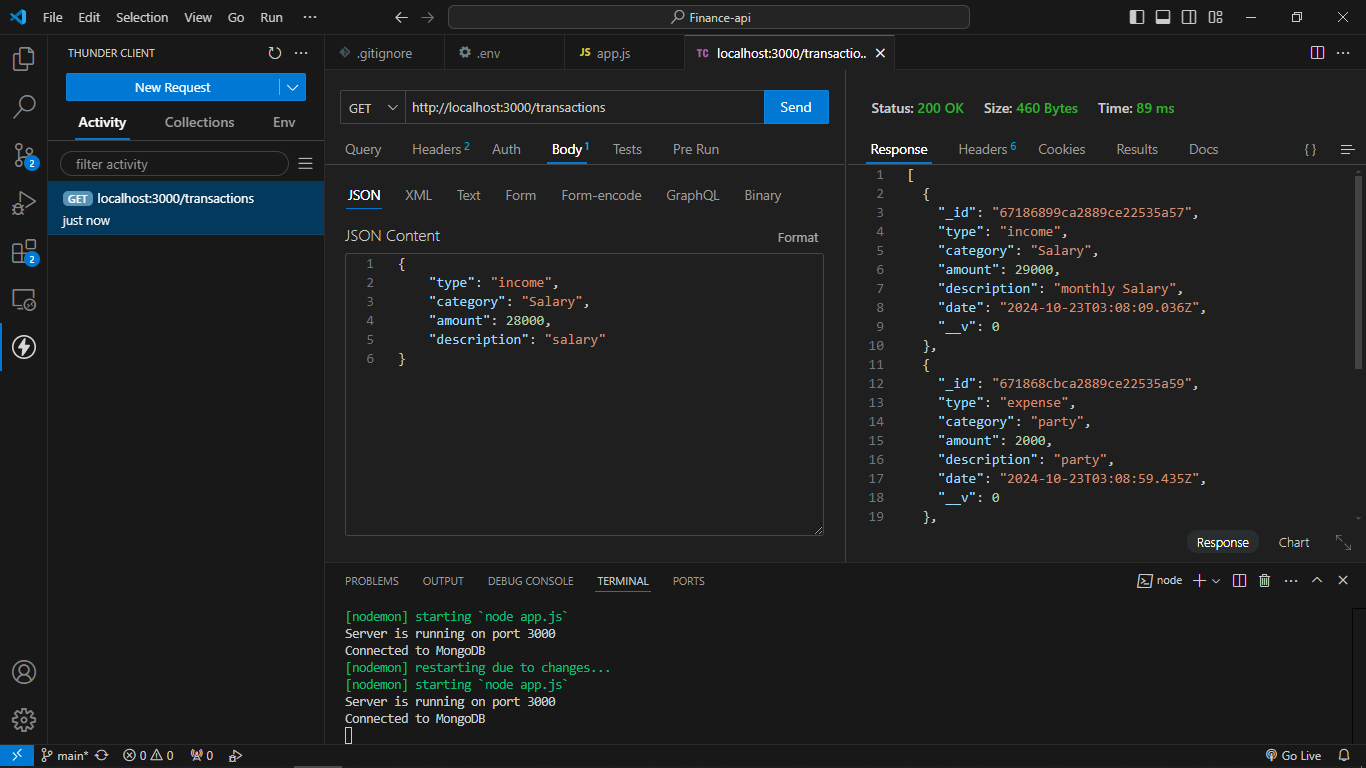 File Edit Selection View Go Run ··· Finance-api
THUNDER CLIENT
New Request
Activity Collections Env
filter activity
GET localhost:3000/transactions
just now
2
2
.gitignore .env JS app.js TC localhost:3000/transactio..
GET http://localhost:3000/transactions Send
Query Headers 2 Auth Body 1 Tests Pre Run
JSON XML Text Form Form-encode GraphQL Binary
JSON Content Format
1 {
2 "type": "income",
3 "category": "Salary",
4 "amount": 28000,
5 "description": "salary"
6 }
Status: 200 OK Size: 460 Bytes Time: 89 ms
Response Headers 6 Cookies Results Docs { }
1 [
2 {
3 "_id": "67186899ca2889ce22535a57",
4 "type": "income",
5 "category": "Salary",
6 "amount": 29000,
7 "description": "monthly Salary",
8 "date": "2024-10-23T03:08:09.036Z",
9 "__v": 0
10 },
11 {
12 "_id": "671868cbca2889ce22535a59",
13 "type": "expense",
14 "category": "party",
15 "amount": 2000,
16 "description": "party",
17 "date": "2024-10-23T03:08:59.435Z",
18 "__v": 0
19 },
Response Chart
PROBLEMS OUTPUT DEBUG CONSOLE TERMINAL PORTS node
[nodemon] starting `node app.js`
Server is running on port 3000
Connected to MongoDB
[nodemon] restarting due to changes...
[nodemon] starting `node app.js`
Server is running on port 3000
Connected to MongoDB
main* 0 0 0 Go Live